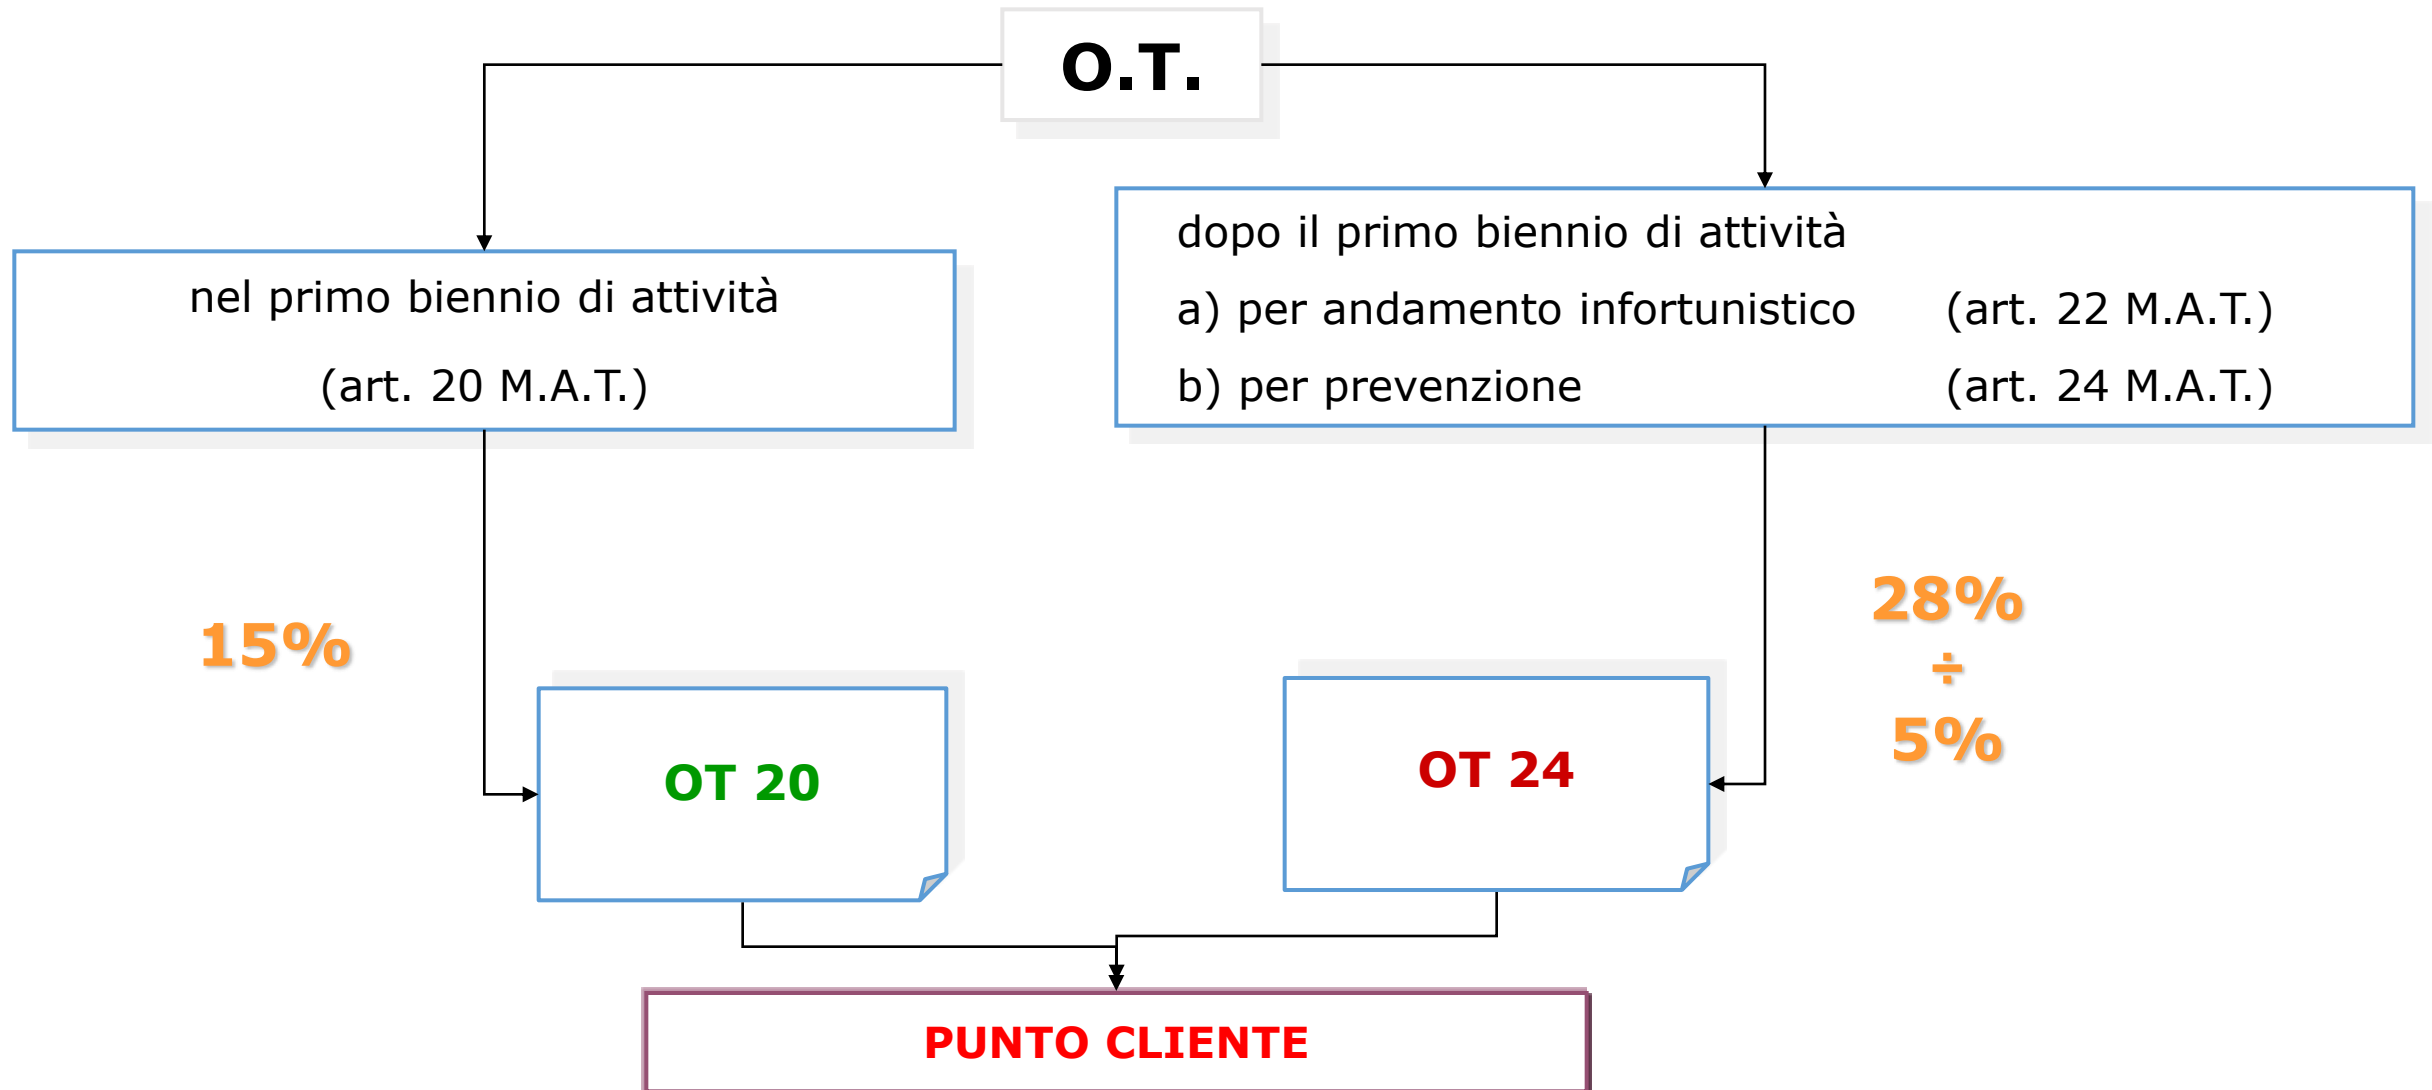 O.T.
nel primo biennio di attività
(art. 20 M.A.T.)
dopo il primo biennio di attività
a) per andamento infortunistico (art. 22 M.A.T.)
b) per prevenzione (art. 24 M.A.T.)
15%
28%
÷
5%
OT 20
OT 24
PUNTO CLIENTE